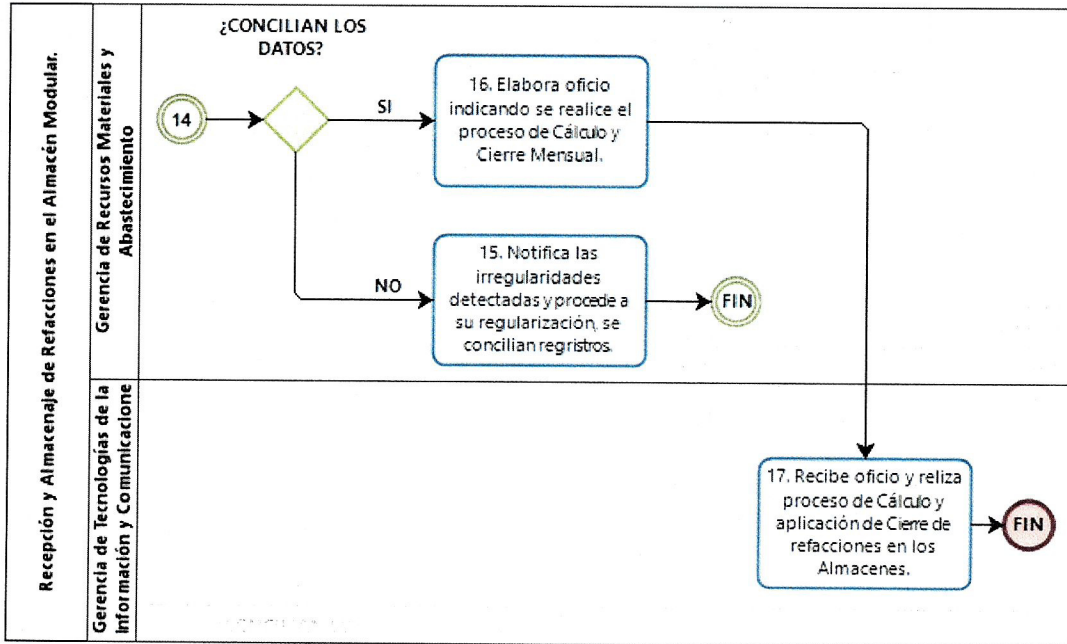 Recepción y Almacenaje de Refacciones en el Almacén Modular.
Gerencia de Recursos Materiales y
Abastecimiento
¿CONCILIAN LOS
DATOS?
14
SI
16. Elabora oficio
indicando se realice el
proceso de Cálculo y
Cierre Mensual.
NO
15. Notifica las
irregularidades
detectadas y procede a
su regularización, se
concilian regristros.
FIN
Gerencia de Tecnologías de la
Información y Comunicacione
17. Recibe oficio y reliza
proceso de Cálculo y
aplicación de Cierre de
refacciones en los
Almacenes.
FIN